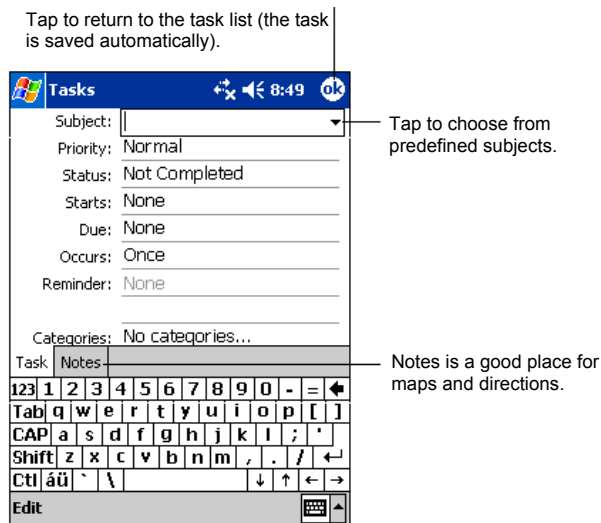 Tap to return to the task list (the task
is saved automatically).
Tasks 8:49 ok
Subject:
Tap to choose from
predefined subjects.
Priority: Normal
Status: Not Completed
Starts: None
Due: None
Occurs: Once
Reminder: None
Categories: No categories...
Task Notes
Notes is a good place for
maps and directions.
123 1 2 3 4 5 6 7 8 9 0 - = 🡸
Tab q w e r t y u i o p [ ]
CAP a s d f g h j k l ; '
Shift z x c v b n m , . / ↵
Ctl áü ` \ ↓ ↑ ← →
Edit